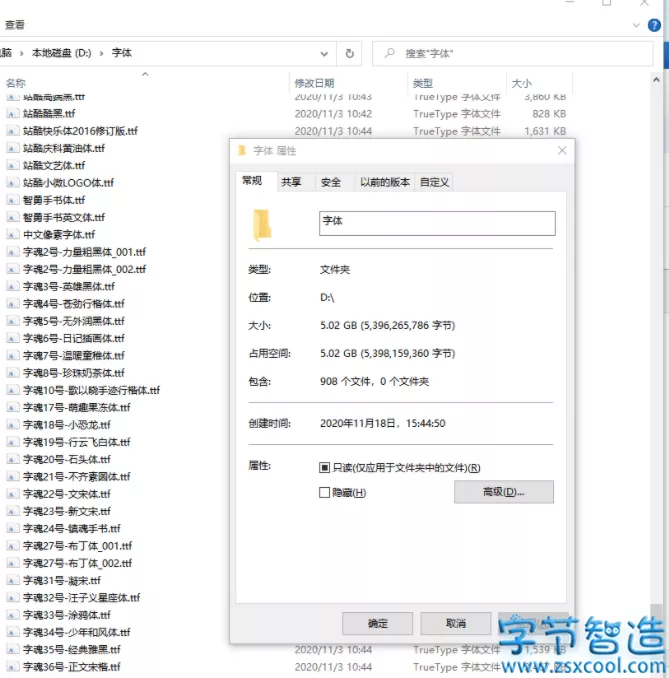 查看
脑 › 本地磁盘 (D:) › 字体
搜索"字体"
名称 修改日期 类型 大小
站酷高端黑.ttf 2020/11/3 10:43 TrueType 字体文件 3,860 KB
站酷酷黑.ttf 2020/11/3 10:42 TrueType 字体文件 828 KB
站酷快乐体2016修订版.ttf 2020/11/3 10:44 TrueType 字体文件 1,631 KB
站酷庆科黄油体.ttf
站酷文艺体.ttf
站酷小微LOGO体.ttf
智勇手书体.ttf
智勇手书英文体.ttf
中文像素字体.ttf
字魂2号-力量粗黑体_001.ttf
字魂2号-力量粗黑体_002.ttf
字魂3号-英雄黑体.ttf
字魂4号-苍劲行楷体.ttf
字魂5号-无外润黑体.ttf
字魂6号-日记插画体.ttf
字魂7号-温暖童稚体.ttf
字魂8号-珍珠奶茶体.ttf
字魂10号-歌以晓手迹行楷体.ttf
字魂17号-萌趣果冻体.ttf
字魂18号-小恐龙.ttf
字魂19号-行云飞白体.ttf
字魂20号-石头体.ttf
字魂21号-不齐素圆体.ttf
字魂22号-文宋体.ttf
字魂23号-新文宋.ttf
字魂24号-镇魂手书.ttf
字魂27号-布丁体_001.ttf
字魂27号-布丁体_002.ttf
字魂31号-凝宋.ttf
字魂32号-汪子义星座体.ttf
字魂33号-涂鸦体.ttf
字魂34号-少年和风体.ttf
字魂35号-经典雅黑.ttf 2020/11/3 10:44 TrueType 字体文件 1,539 KB
字魂36号-正文宋楷.ttf 2020/11/3 10:44 TrueType 字体文件
字体 属性
常规 共享 安全 以前的版本 自定义
字体
类型: 文件夹
位置: D:\
大小: 5.02 GB (5,396,265,786 字节)
占用空间: 5.02 GB (5,398,159,360 字节)
包含: 908 个文件，0 个文件夹
创建时间: 2020年11月18日，15:44:50
属性: 只读(仅应用于文件夹中的文件)(R)
隐藏(H)
高级(D)...
确定 取消
字节智造
www.zsxcool.com